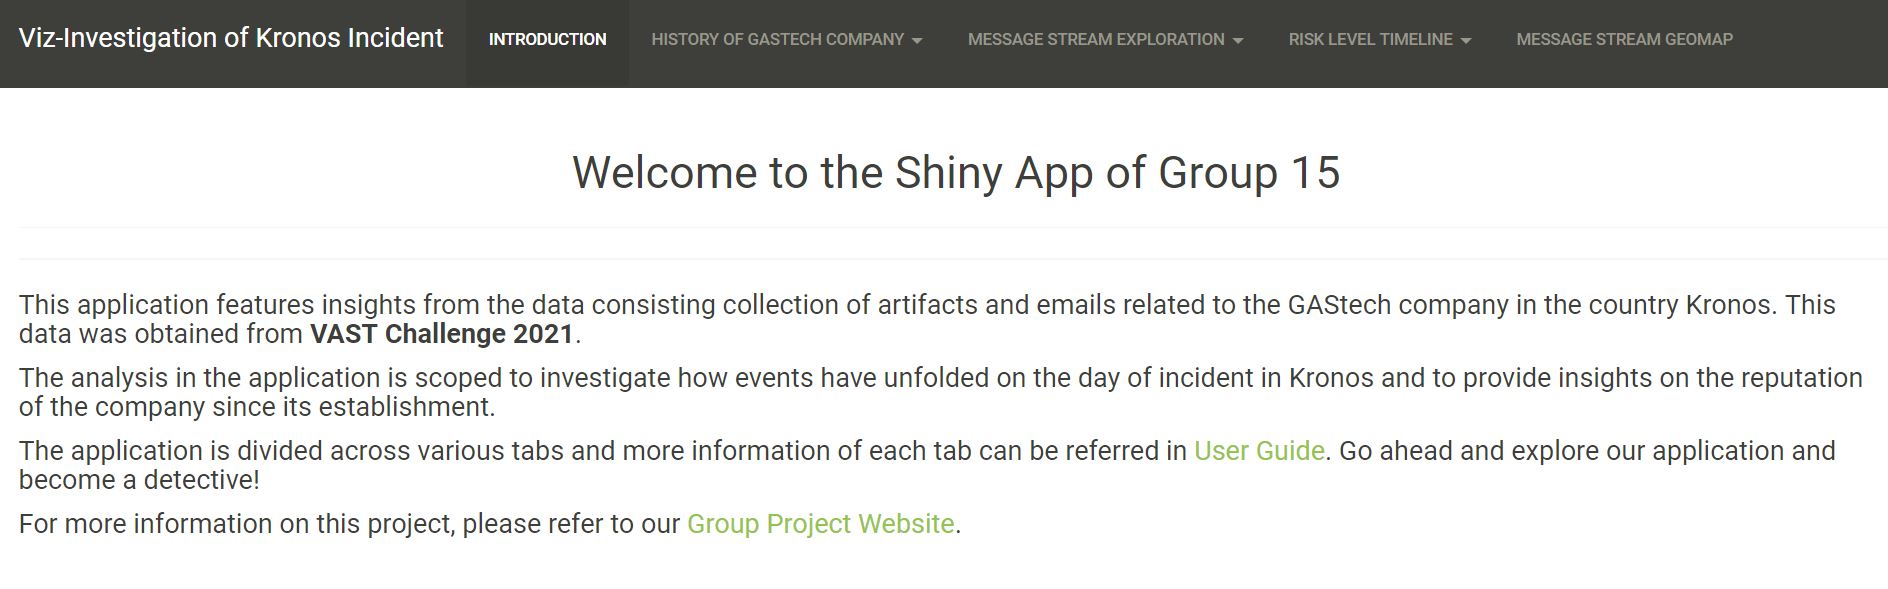 Viz-Investigation of Kronos Incident INTRODUCTION HISTORY OF GASTECH COMPANY MESSAGE STREAM EXPLORATION RISK LEVEL TIMELINE MESSAGE STREAM GEOMAP
Welcome to the Shiny App of Group 15
This application features insights from the data consisting collection of artifacts and emails related to the GAStech company in the country Kronos. This
data was obtained from VAST Challenge 2021.
The analysis in the application is scoped to investigate how events have unfolded on the day of incident in Kronos and to provide insights on the reputation
of the company since its establishment.
The application is divided across various tabs and more information of each tab can be referred in User Guide. Go ahead and explore our application and
become a detective!
For more information on this project, please refer to our Group Project Website.